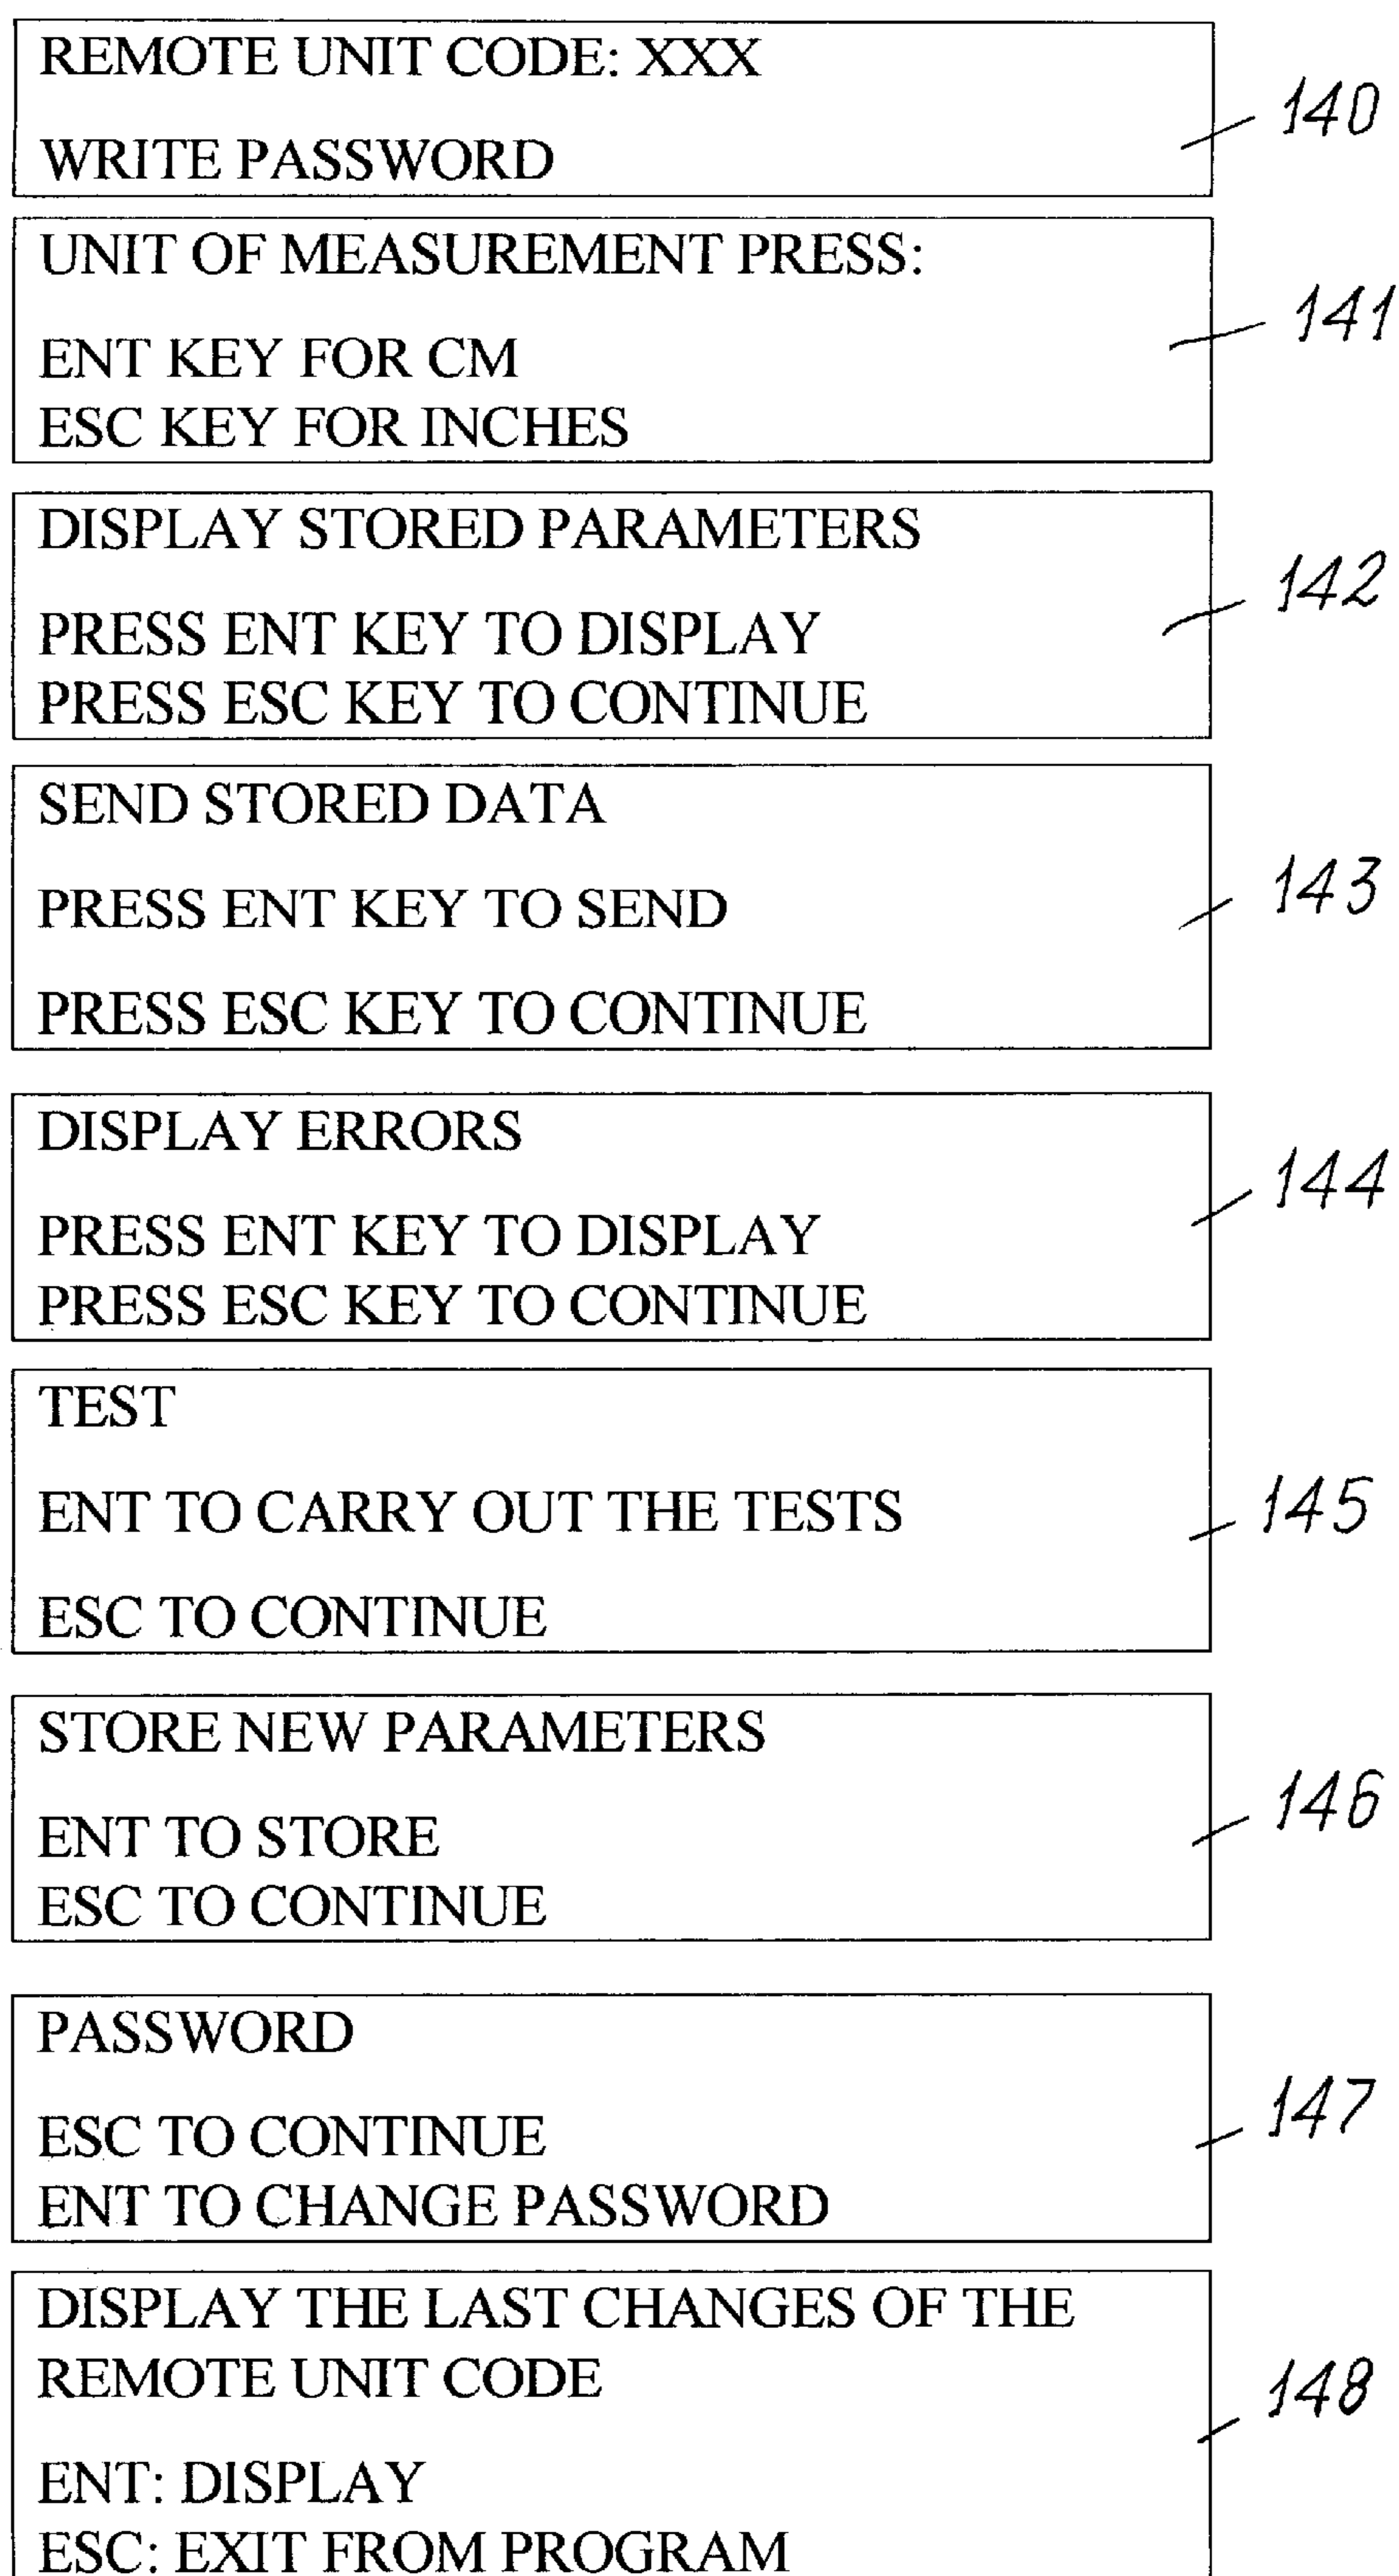 REMOTE UNIT CODE: XXX
WRITE PASSWORD
140
UNIT OF MEASUREMENT PRESS:
ENT KEY FOR CM
ESC KEY FOR INCHES
141
DISPLAY STORED PARAMETERS
PRESS ENT KEY TO DISPLAY
PRESS ESC KEY TO CONTINUE
142
SEND STORED DATA
PRESS ENT KEY TO SEND
PRESS ESC KEY TO CONTINUE
143
DISPLAY ERRORS
PRESS ENT KEY TO DISPLAY
PRESS ESC KEY TO CONTINUE
144
TEST
ENT TO CARRY OUT THE TESTS
ESC TO CONTINUE
145
STORE NEW PARAMETERS
ENT TO STORE
ESC TO CONTINUE
146
PASSWORD
ESC TO CONTINUE
ENT TO CHANGE PASSWORD
147
DISPLAY THE LAST CHANGES OF THE
REMOTE UNIT CODE
ENT: DISPLAY
ESC: EXIT FROM PROGRAM
148